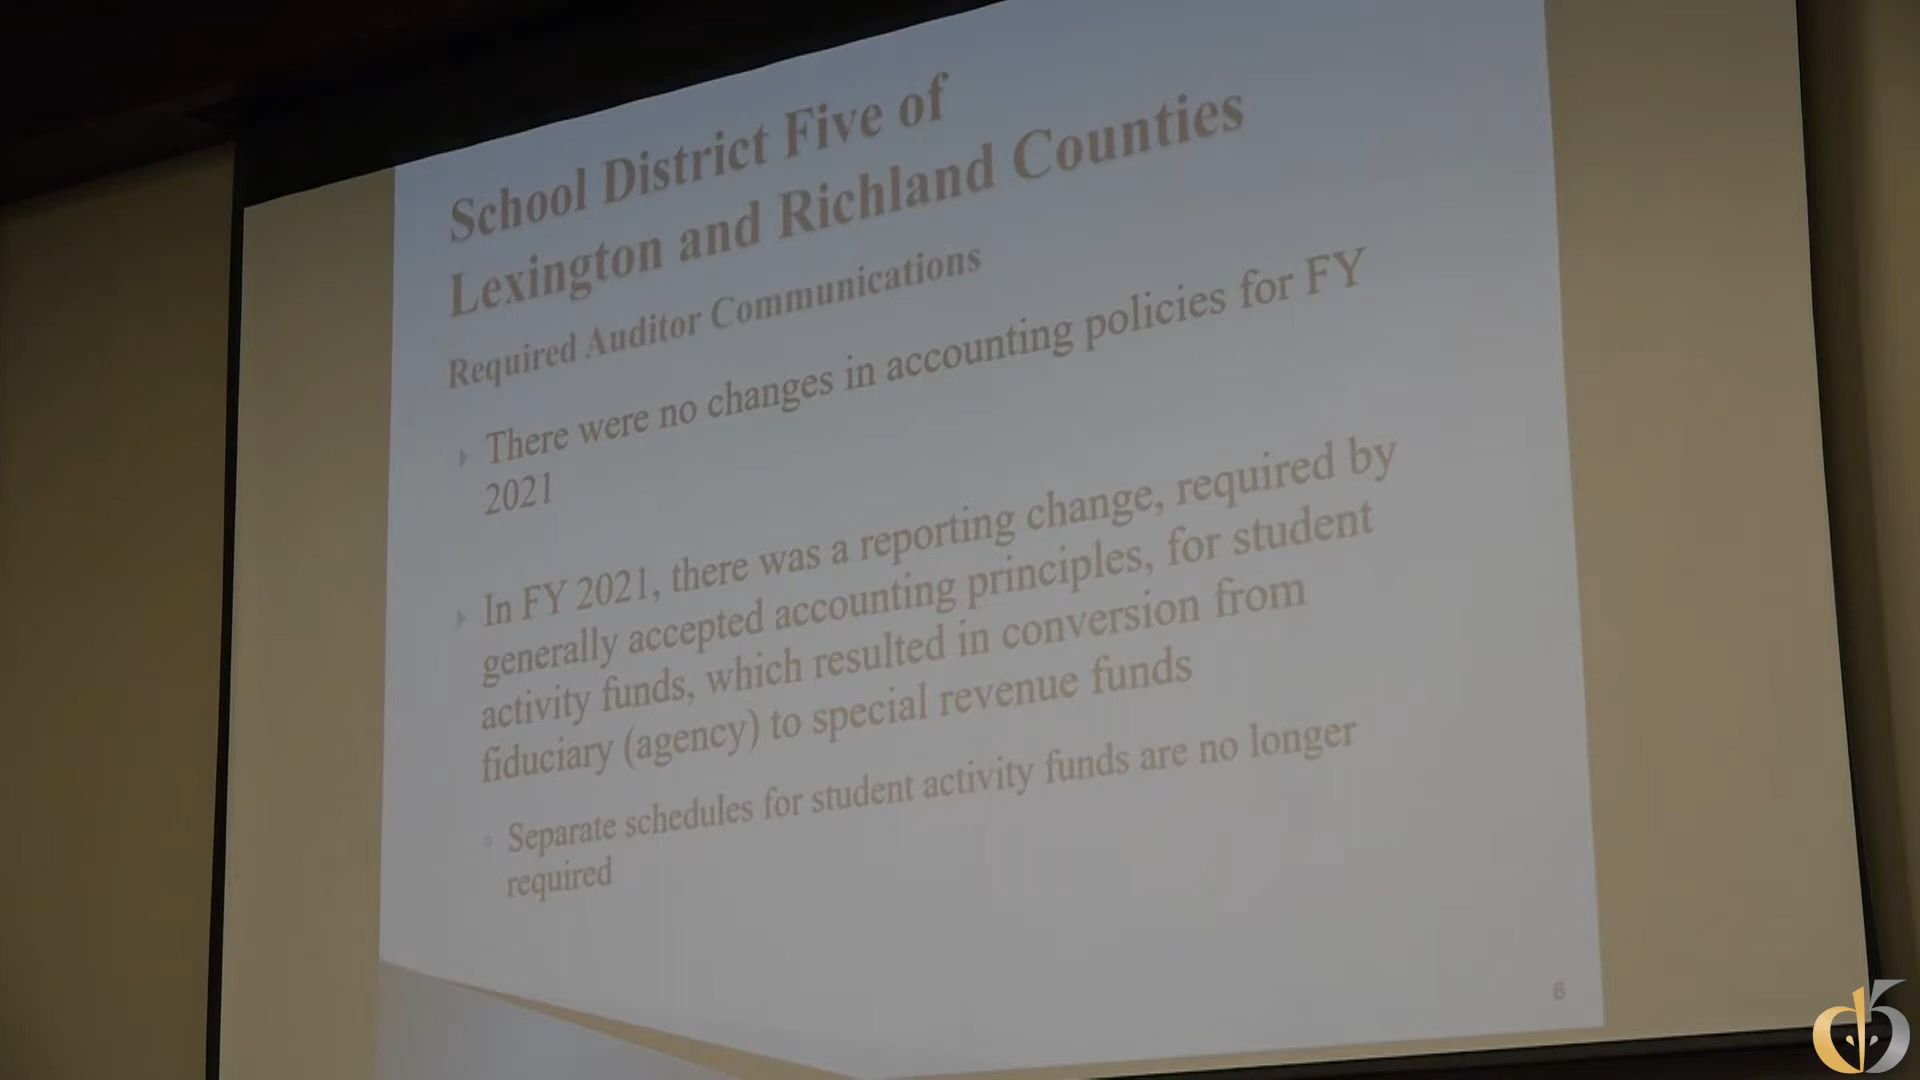 School District Five of
Lexington and Richland Counties
Required Auditor Communications
There were no changes in accounting policies for FY
2021
In FY 2021, there was a reporting change, required by
generally accepted accounting principles, for student
activity funds, which resulted in conversion from
fiduciary (agency) to special revenue funds
Separate schedules for student activity funds are no longer
required
6